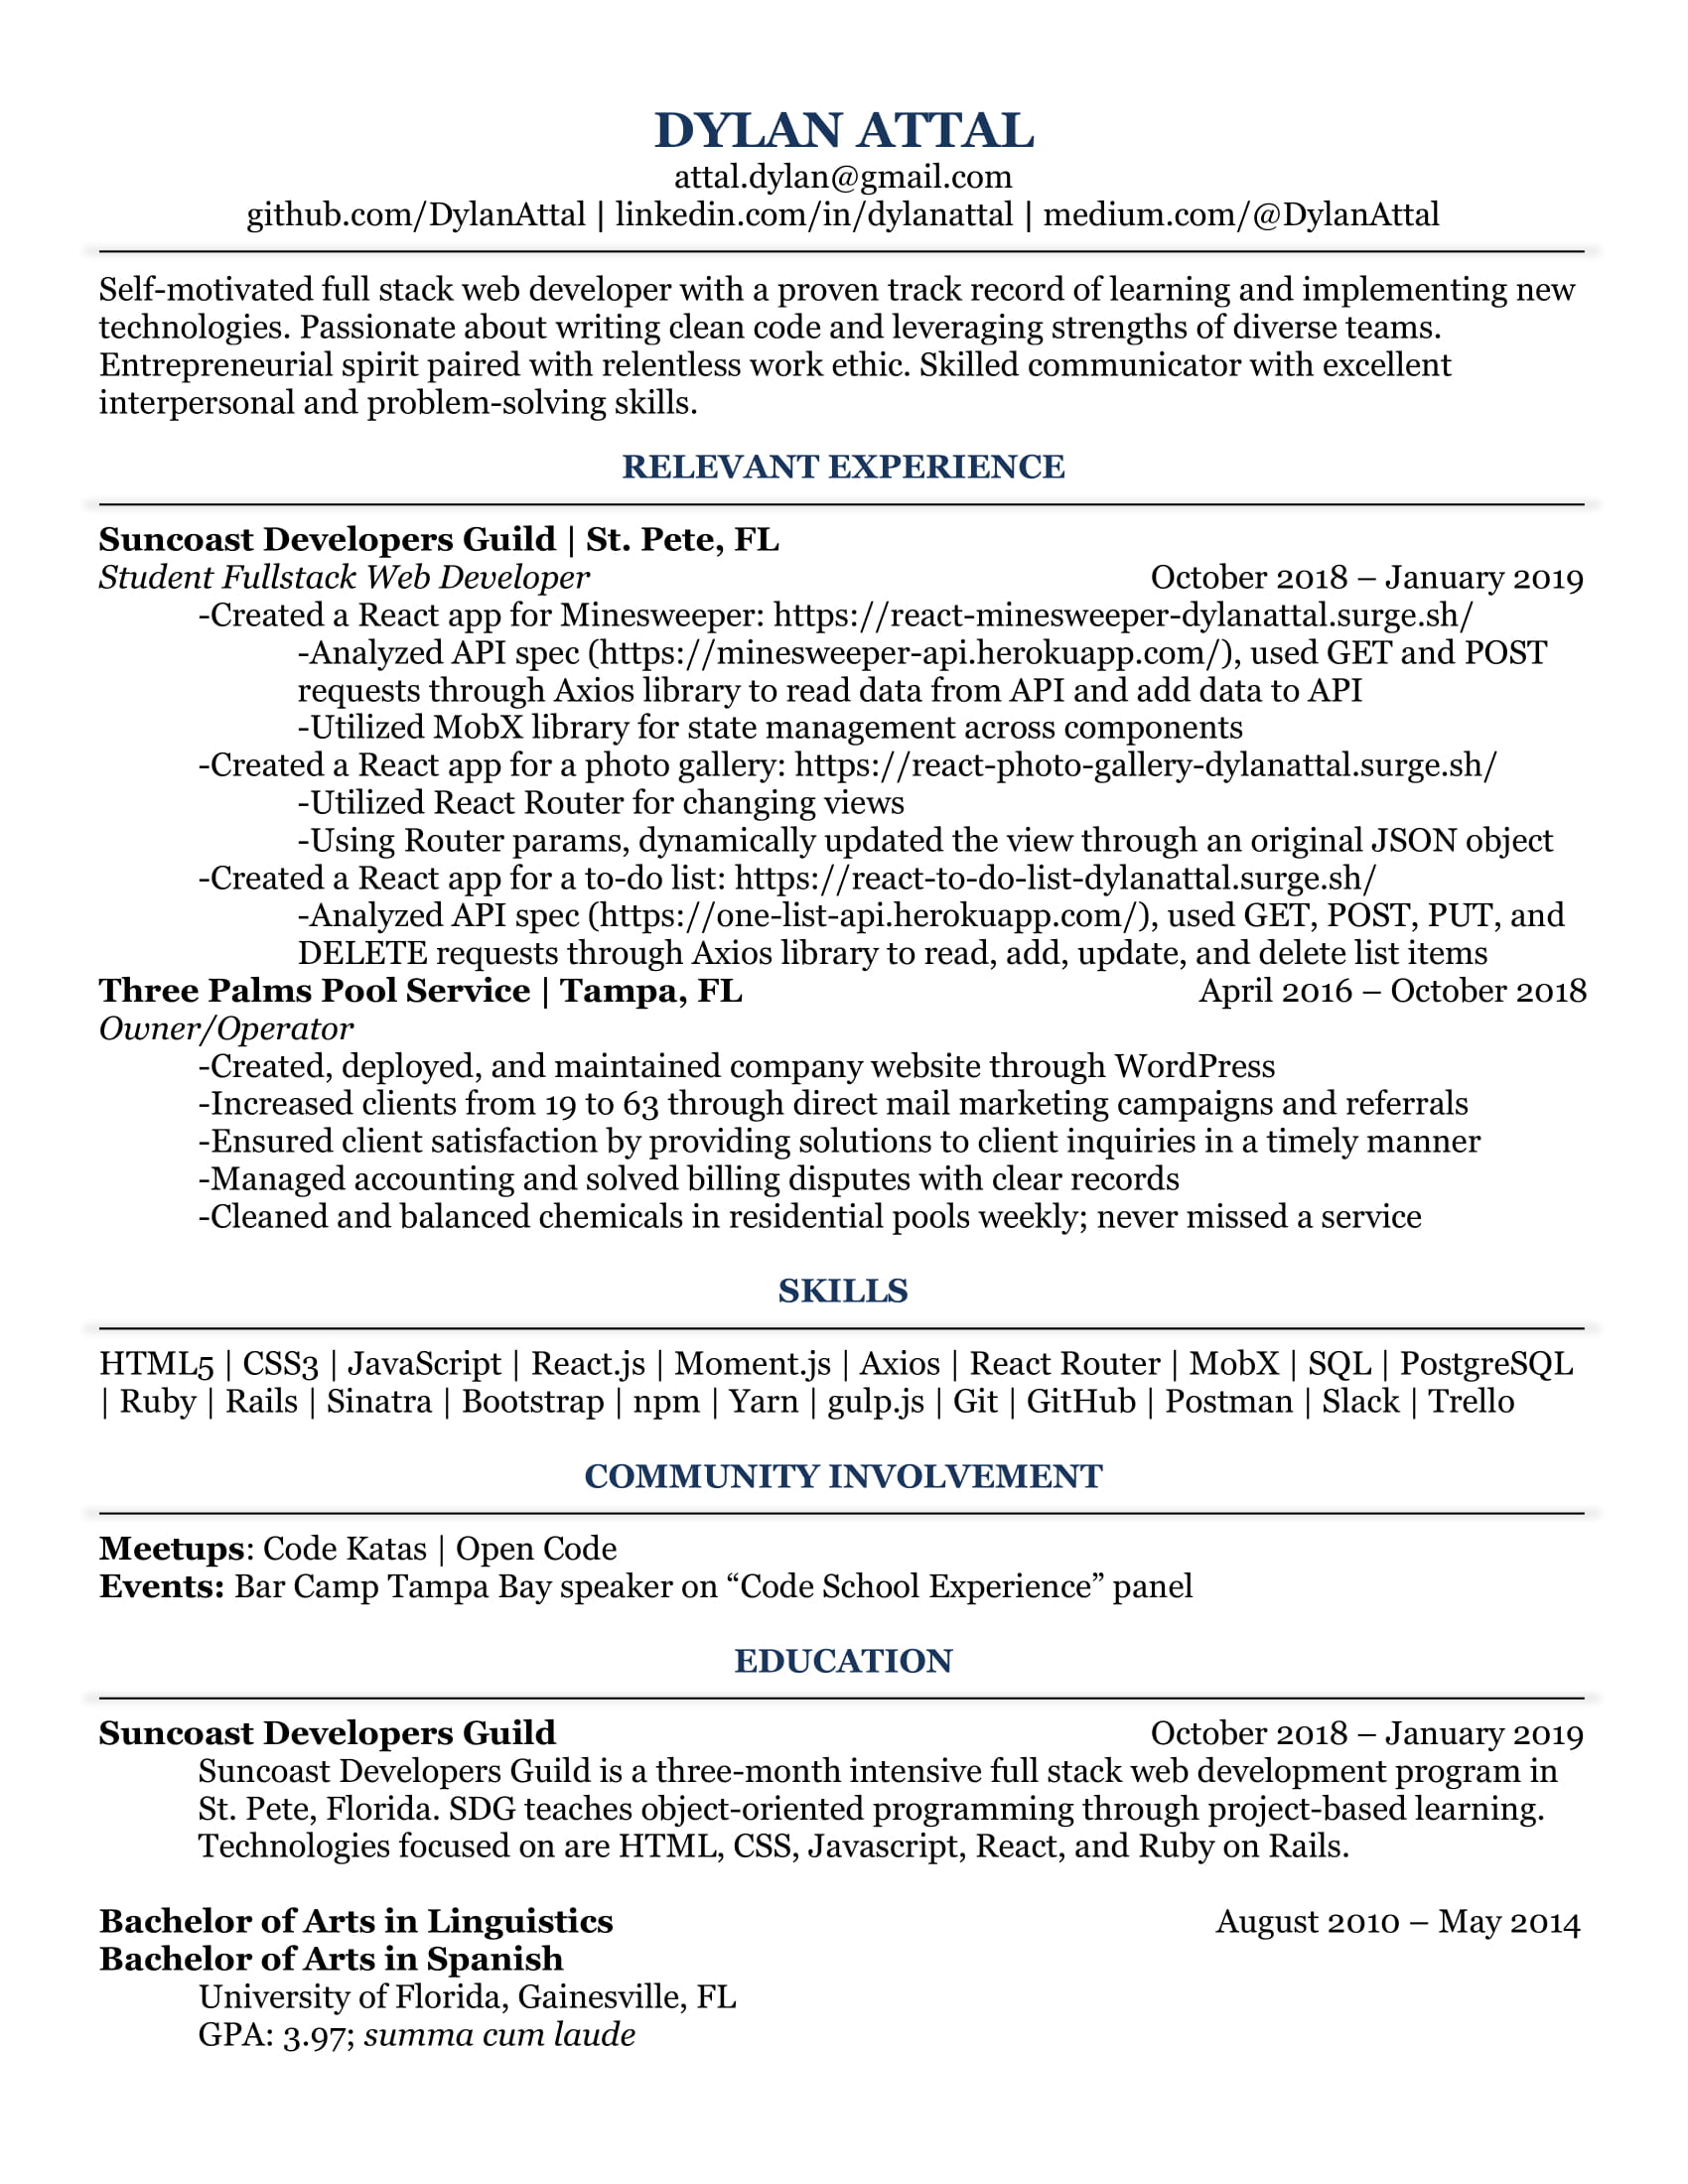 DYLAN ATTAL
attal.dylan@gmail.com
github.com/DylanAttal | linkedin.com/in/dylanattal | medium.com/@DylanAttal
Self-motivated full stack web developer with a proven track record of learning and implementing new
technologies. Passionate about writing clean code and leveraging strengths of diverse teams.
Entrepreneurial spirit paired with relentless work ethic. Skilled communicator with excellent
interpersonal and problem-solving skills.
RELEVANT EXPERIENCE
Suncoast Developers Guild | St. Pete, FL
Student Fullstack Web Developer October 2018 – January 2019
-Created a React app for Minesweeper: https://react-minesweeper-dylanattal.surge.sh/
-Analyzed API spec (https://minesweeper-api.herokuapp.com/), used GET and POST
requests through Axios library to read data from API and add data to API
-Utilized MobX library for state management across components
-Created a React app for a photo gallery: https://react-photo-gallery-dylanattal.surge.sh/
-Utilized React Router for changing views
-Using Router params, dynamically updated the view through an original JSON object
-Created a React app for a to-do list: https://react-to-do-list-dylanattal.surge.sh/
-Analyzed API spec (https://one-list-api.herokuapp.com/), used GET, POST, PUT, and
DELETE requests through Axios library to read, add, update, and delete list items
Three Palms Pool Service | Tampa, FL April 2016 – October 2018
Owner/Operator
-Created, deployed, and maintained company website through WordPress
-Increased clients from 19 to 63 through direct mail marketing campaigns and referrals
-Ensured client satisfaction by providing solutions to client inquiries in a timely manner
-Managed accounting and solved billing disputes with clear records
-Cleaned and balanced chemicals in residential pools weekly; never missed a service
SKILLS
HTML5 | CSS3 | JavaScript | React.js | Moment.js | Axios | React Router | MobX | SQL | PostgreSQL
| Ruby | Rails | Sinatra | Bootstrap | npm | Yarn | gulp.js | Git | GitHub | Postman | Slack | Trello
COMMUNITY INVOLVEMENT
Meetups: Code Katas | Open Code
Events: Bar Camp Tampa Bay speaker on “Code School Experience” panel
EDUCATION
Suncoast Developers Guild October 2018 – January 2019
Suncoast Developers Guild is a three-month intensive full stack web development program in
St. Pete, Florida. SDG teaches object-oriented programming through project-based learning.
Technologies focused on are HTML, CSS, Javascript, React, and Ruby on Rails.
Bachelor of Arts in Linguistics August 2010 – May 2014
Bachelor of Arts in Spanish
University of Florida, Gainesville, FL
GPA: 3.97; summa cum laude